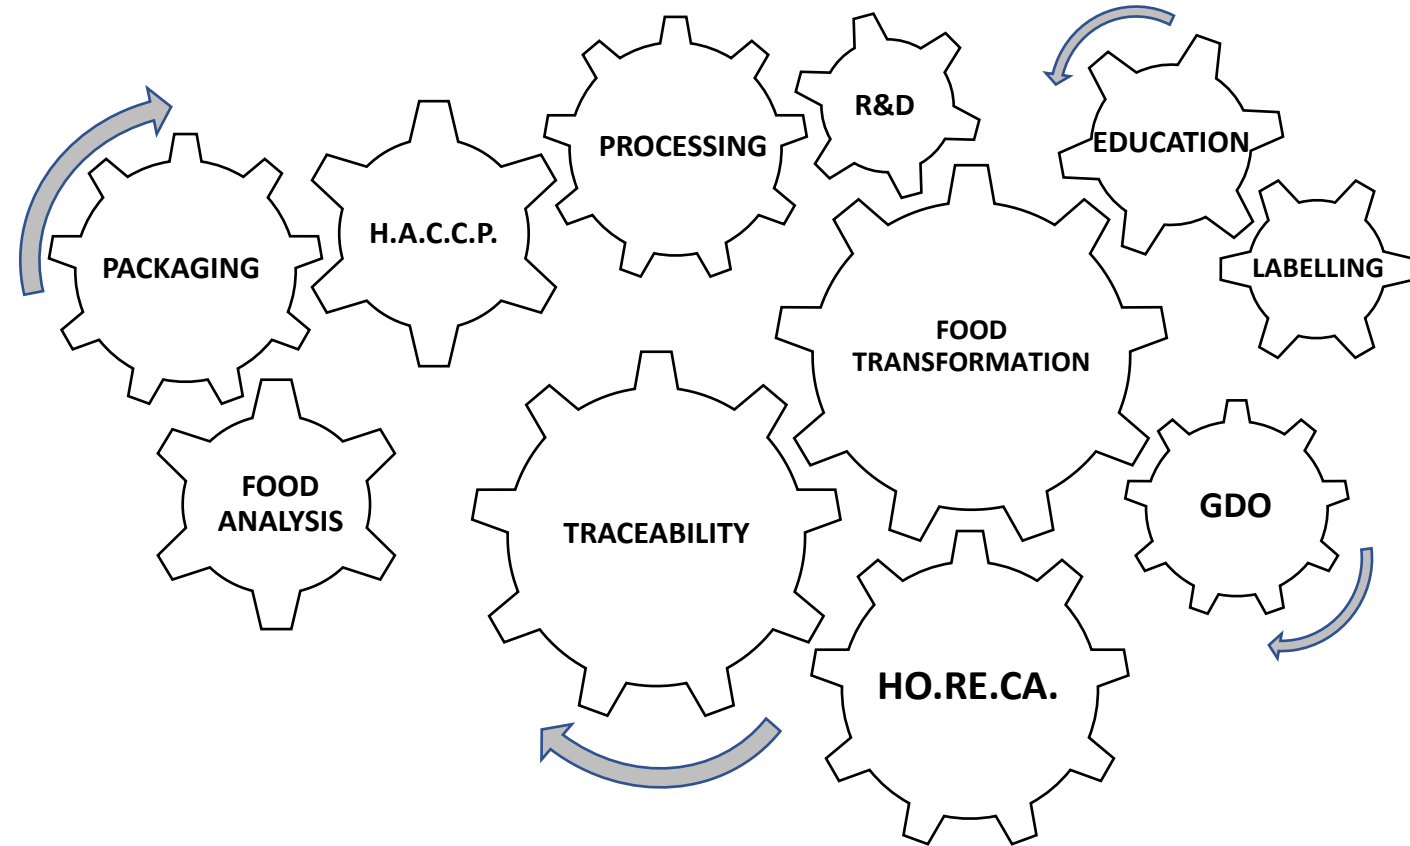 R&D
PROCESSING
EDUCATION
H.A.C.C.P.
PACKAGING
LABELLING
FOOD
TRANSFORMATION
FOOD
ANALYSIS
GDO
TRACEABILITY
HO.RE.CA.